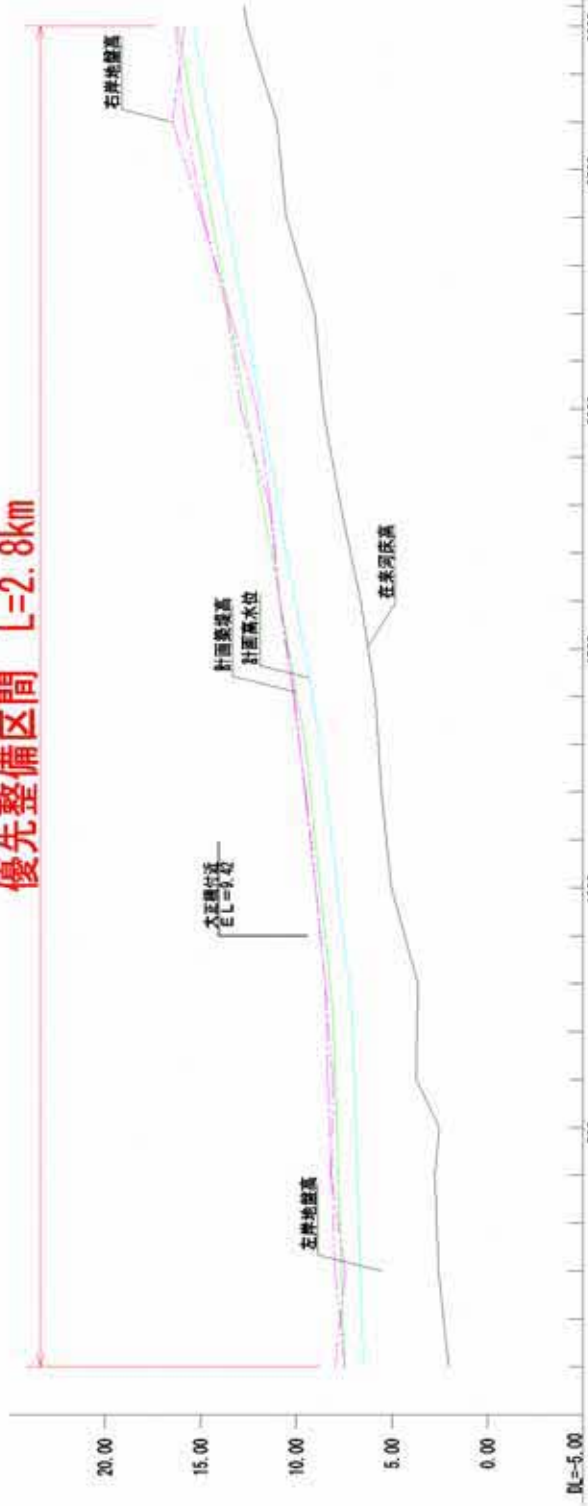 優先整備区間 L=2.8km
右岸地盤高
計画築堤高
計画高水位
大正橋付近
EL=9.42
在来河床高
左岸地盤高
20.00
15.00
10.00
5.00
0.00
DL=-5.00